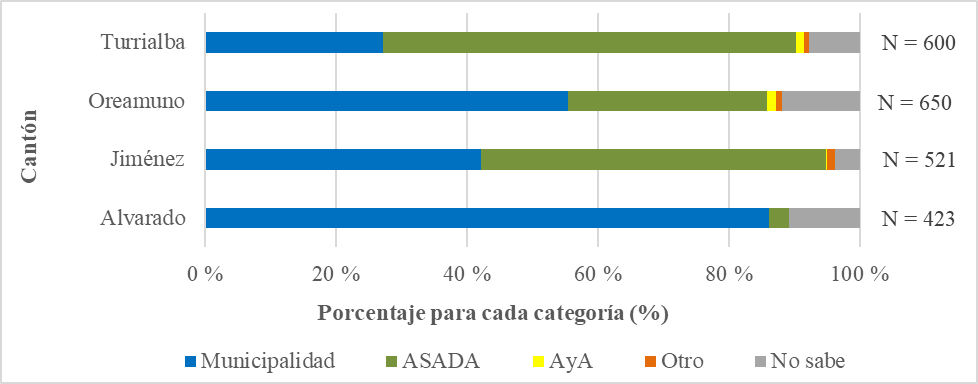 Cantón
Turrialba N = 600
Oreamuno N = 650
Jiménez N = 521
Alvarado N = 423
0 % 20 % 40 % 60 % 80 % 100 %
Porcentaje para cada categoría (%)
Municipalidad ASADA AyA Otro No sabe